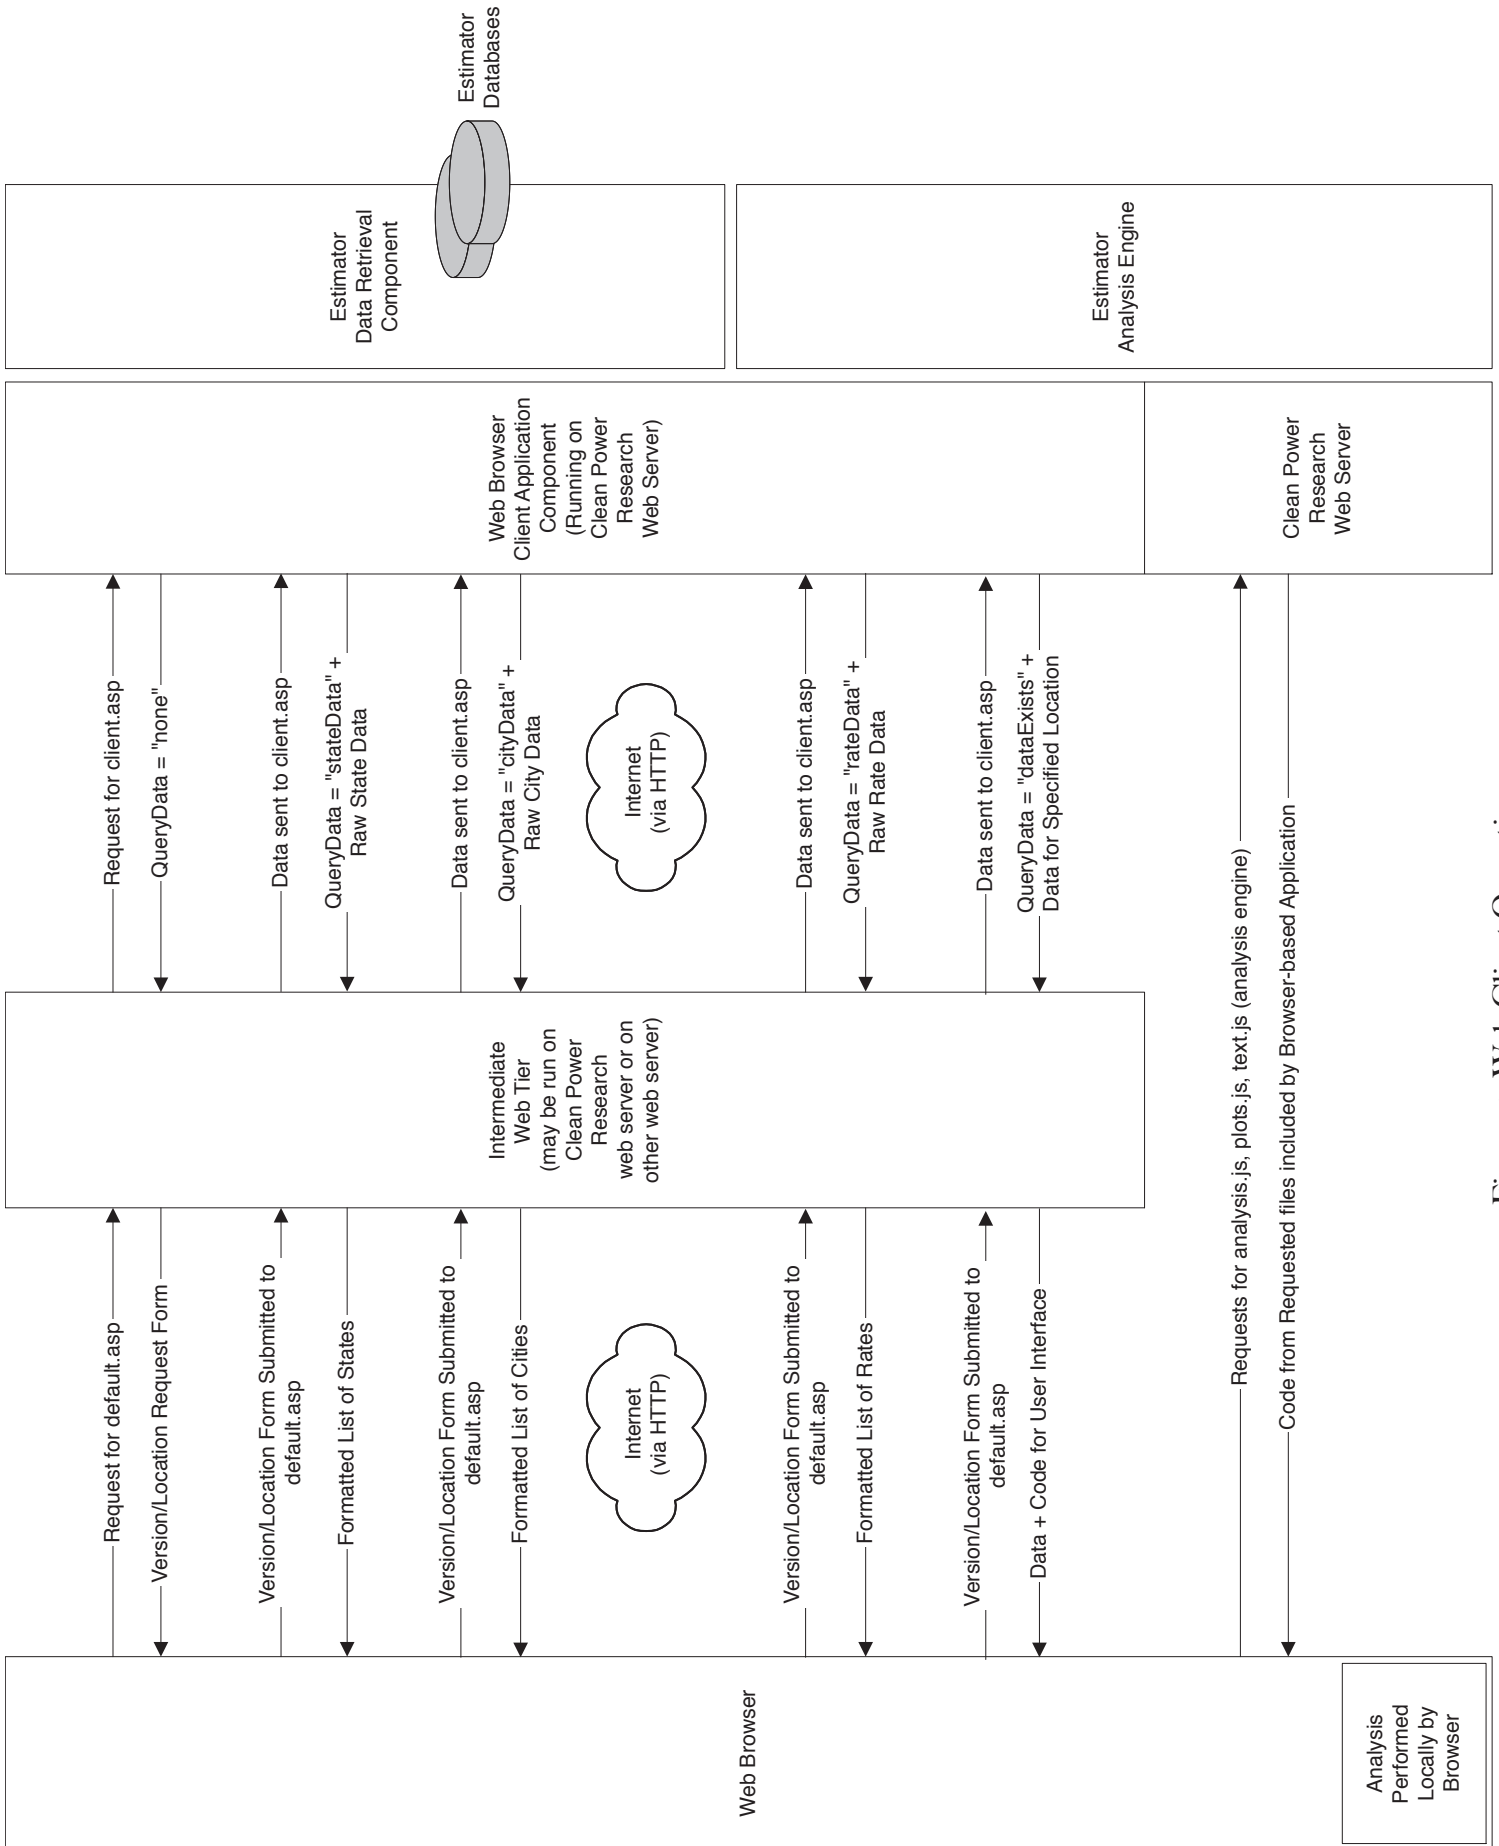 Web Browser
Analysis
Performed
Locally by
Browser
Request for default.asp
Version/Location Request Form
Version/Location Form Submitted to
default.asp
Formatted List of States
Version/Location Form Submitted to
default.asp
Formatted List of Cities
Internet
(via HTTP)
Version/Location Form Submitted to
default.asp
Formatted List of Rates
Version/Location Form Submitted to
default.asp
Data + Code for User Interface
Intermediate
Web Tier
(may be run on
Clean Power
Research
web server or on
other web server)
Request for client.asp
QueryData = "none"
Data sent to client.asp
QueryData = "stateData" +
Raw State Data
Data sent to client.asp
QueryData = "cityData" +
Raw City Data
Internet
(via HTTP)
Data sent to client.asp
QueryData = "rateData" +
Raw Rate Data
Data sent to client.asp
QueryData = "dataExists" +
Data for Specified Location
Requests for analysis.js, plots.js, text.js (analysis engine)
Code from Requested files included by Browser-based Application
Web Browser
Client Application
Component
(Running on
Clean Power
Research
Web Server)
Clean Power
Research
Web Server
Estimator
Data Retrieval
Component
Estimator
Databases
Estimator
Analysis Engine